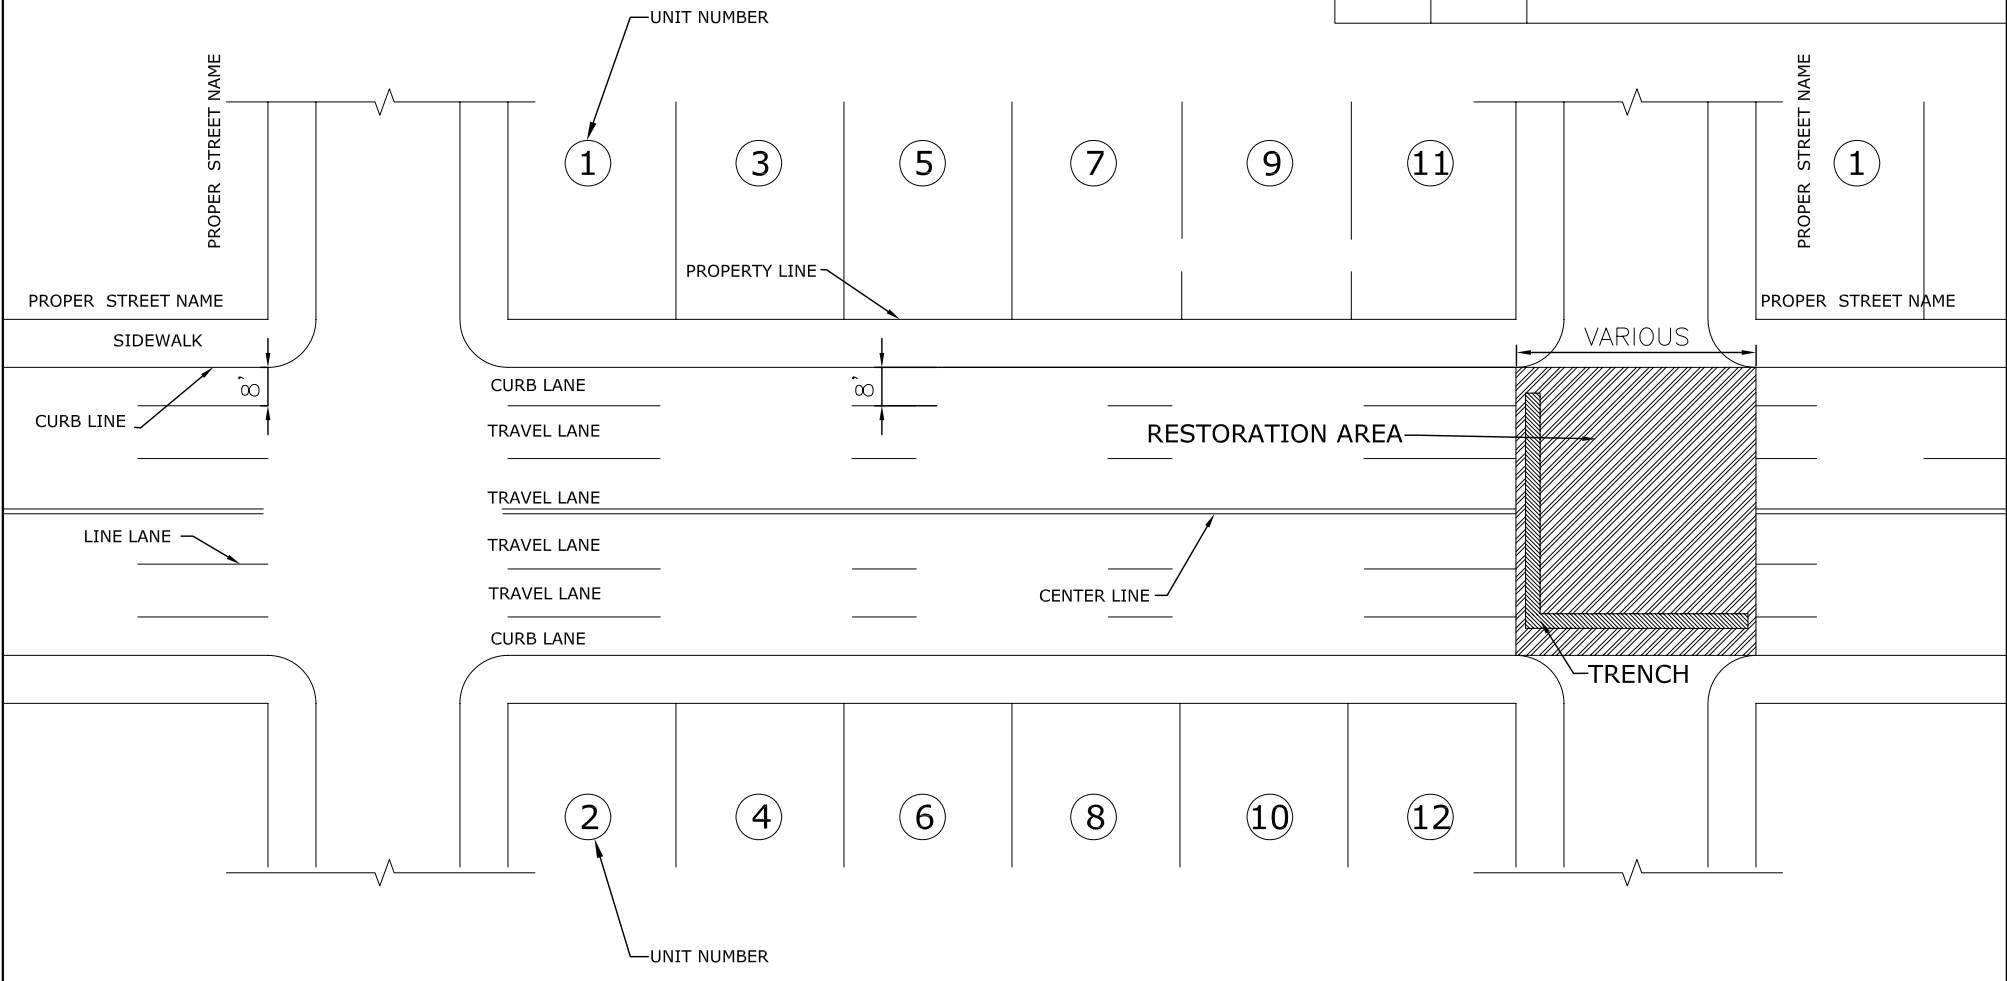 UNIT NUMBER
PROPER STREET NAME
PROPER STREET NAME
1
3
5
7
9
11
1
PROPERTY LINE
PROPER STREET NAME
PROPER STREET NAME
SIDEWALK
VARIOUS
8'
8'
CURB LANE
CURB LINE
TRAVEL LANE
RESTORATION AREA
TRAVEL LANE
LINE LANE
TRAVEL LANE
TRAVEL LANE
CENTER LINE
CURB LANE
TRENCH
2
4
6
8
10
12
UNIT NUMBER